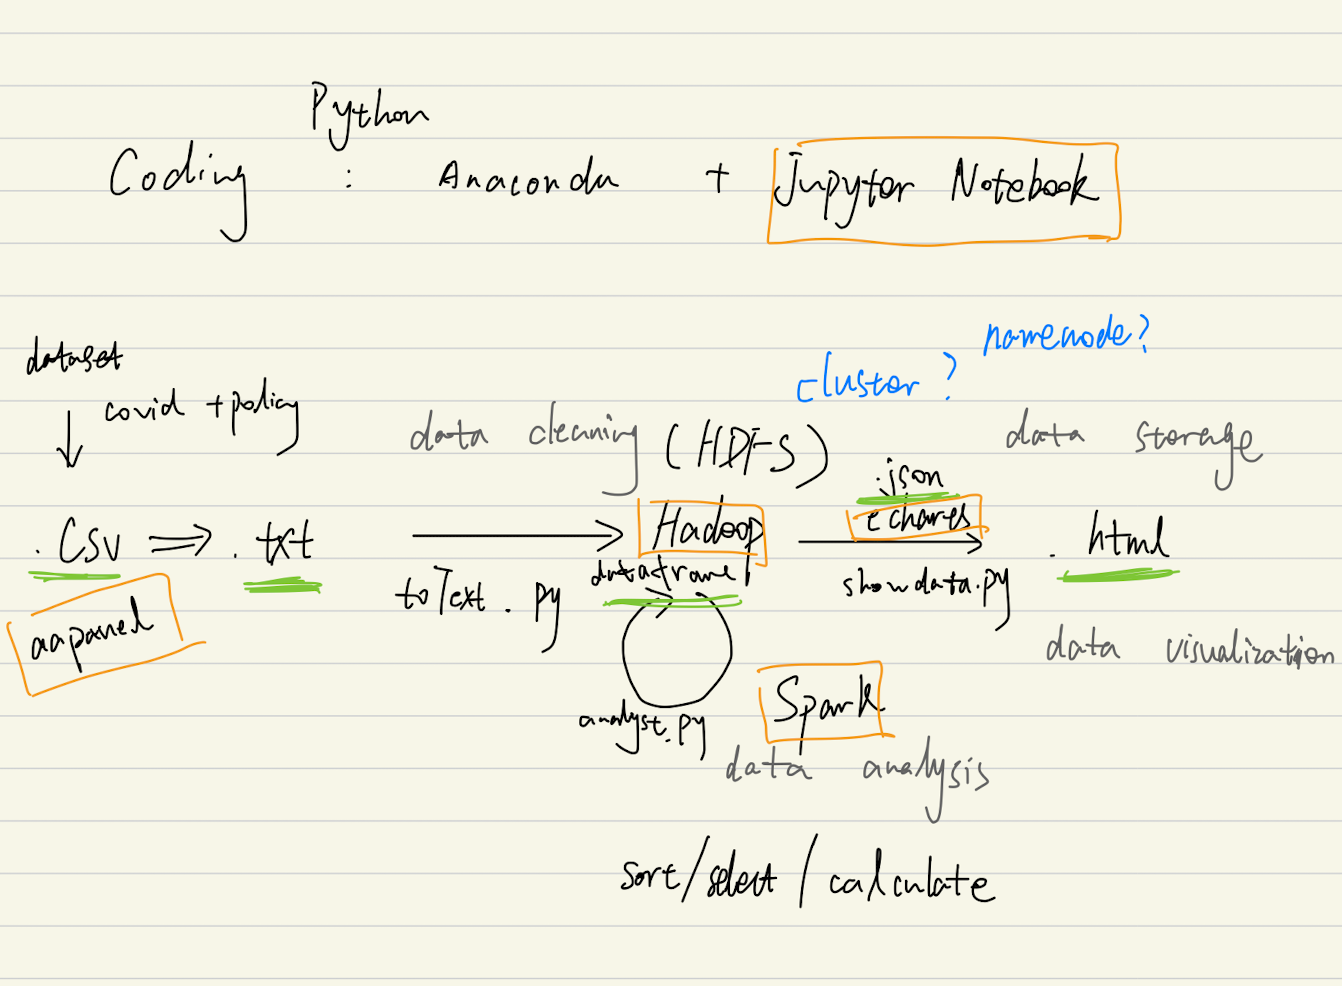 Python
Coding : Anaconda + Jupyter Notebook
namenode?
cluster ?
dataset
covid + policy
data cleaning
(HDFS)
data storage
.json
echarts
.csv ⇒ .txt
Hadoop
.html
toText.py
dataframe
showdata.py
aapanel
data visualization
Spark
analyst.py
data analysis
sort/select/calculate